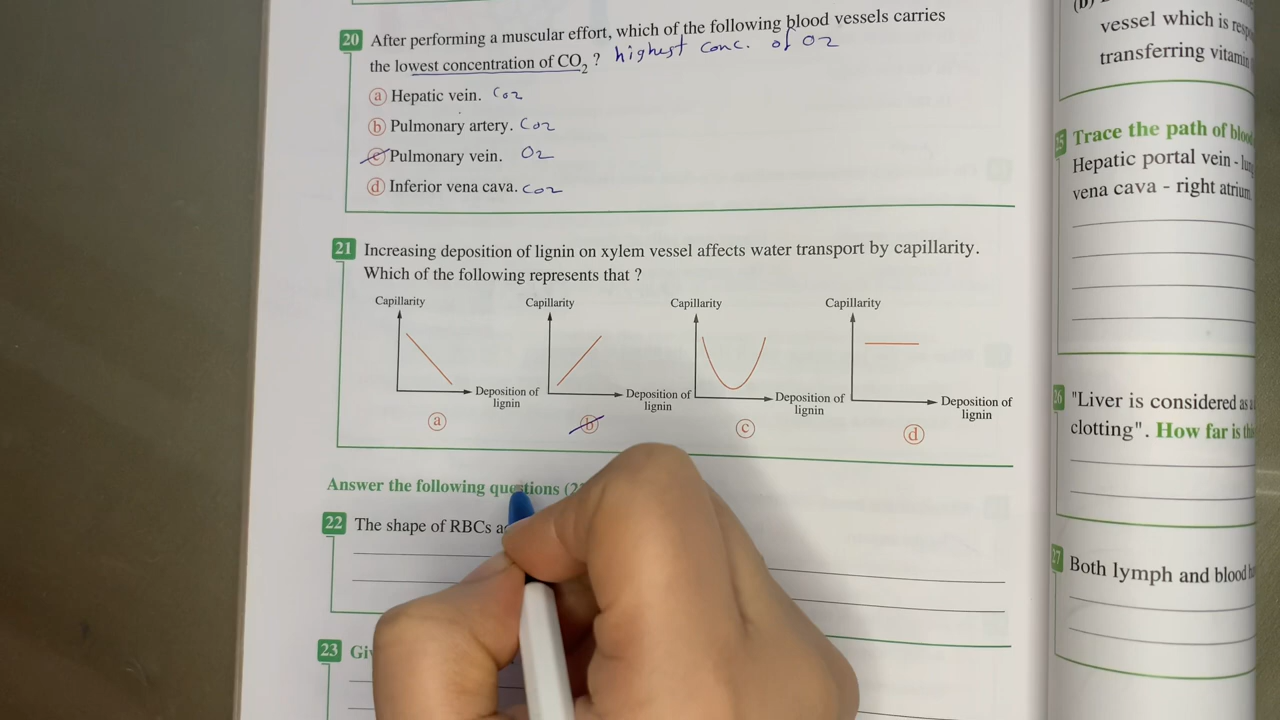 20 After performing a muscular effort, which of the following blood vessels carries
the lowest concentration of CO2 ? highest conc. of O2
a Hepatic vein. CO2
b Pulmonary artery. CO2
c Pulmonary vein. O2
d Inferior vena cava. CO2
21 Increasing deposition of lignin on xylem vessel affects water transport by capillarity.
Which of the following represents that ?
Capillarity
Deposition of
lignin
a
Capillarity
Deposition of
lignin
b
Capillarity
Deposition of
lignin
c
Capillarity
Deposition of
lignin
d
Answer the following questions
22 The shape of RBCs
23
vessel which is
transferring vitamin
25 Trace the path of
Hepatic portal vein -
vena cava - right atrium
26 "Liver is considered as
clotting". How far is
27 Both lymph and blood